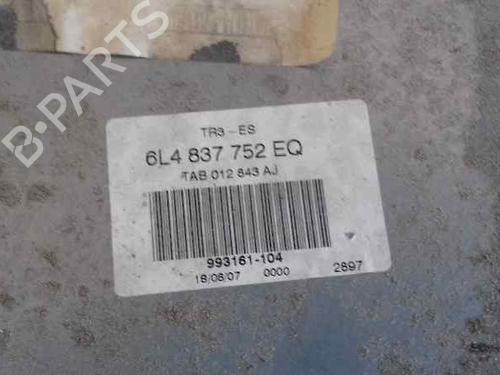 TR3-ES
6L4 837 752 EQ
TAB 012 843 AJ
993161-104
18/06/07 0000 2897
B-PARTS